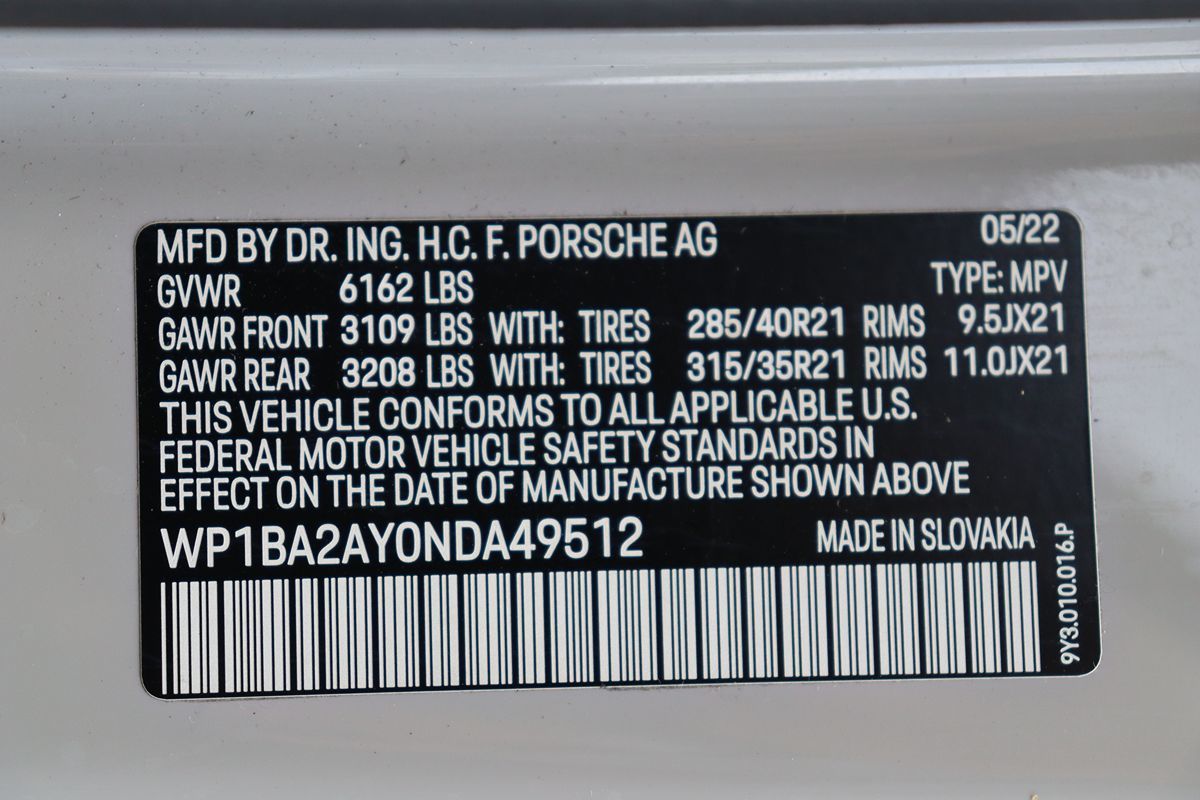 MFD BY DR. ING. H.C. F. PORSCHE AG 05/22
GVWR 6162 LBS TYPE: MPV
GAWR FRONT 3109 LBS WITH: TIRES 285/40R21 RIMS 9.5JX21
GAWR REAR 3208 LBS WITH: TIRES 315/35R21 RIMS 11.0JX21
THIS VEHICLE CONFORMS TO ALL APPLICABLE U.S.
FEDERAL MOTOR VEHICLE SAFETY STANDARDS IN
EFFECT ON THE DATE OF MANUFACTURE SHOWN ABOVE
WP1BA2AY0NDA49512 MADE IN SLOVAKIA
9Y3.010.016.P